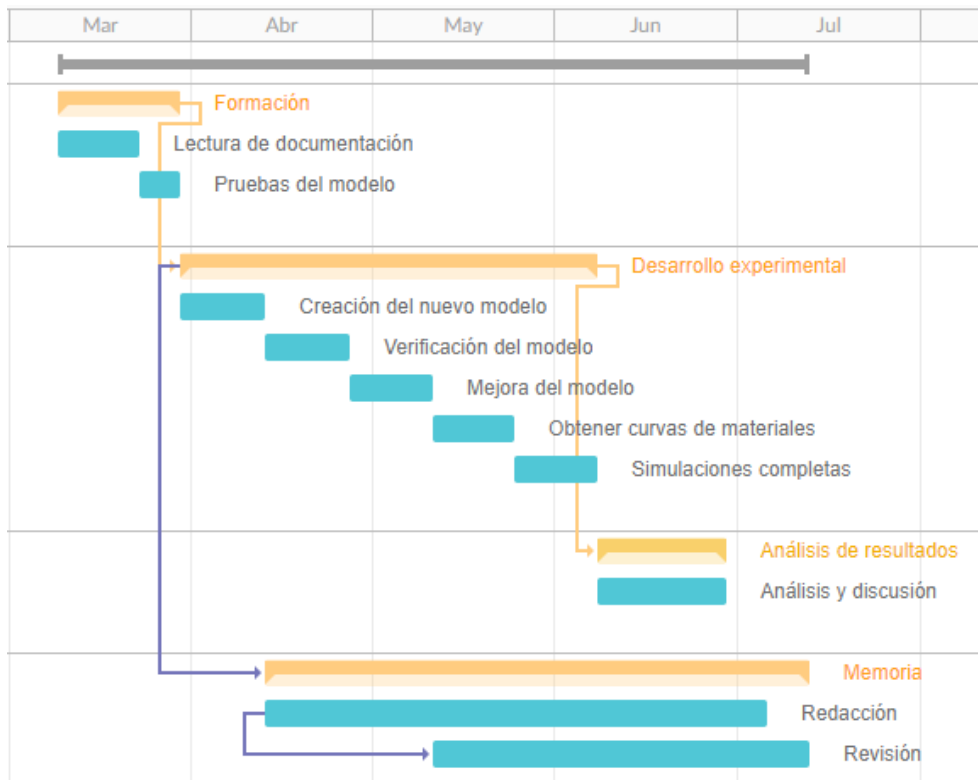 Mar Abr May Jun Jul
Formación
Lectura de documentación
Pruebas del modelo
Desarrollo experimental
Creación del nuevo modelo
Verificación del modelo
Mejora del modelo
Obtener curvas de materiales
Simulaciones completas
Análisis de resultados
Análisis y discusión
Memoria
Redacción
Revisión